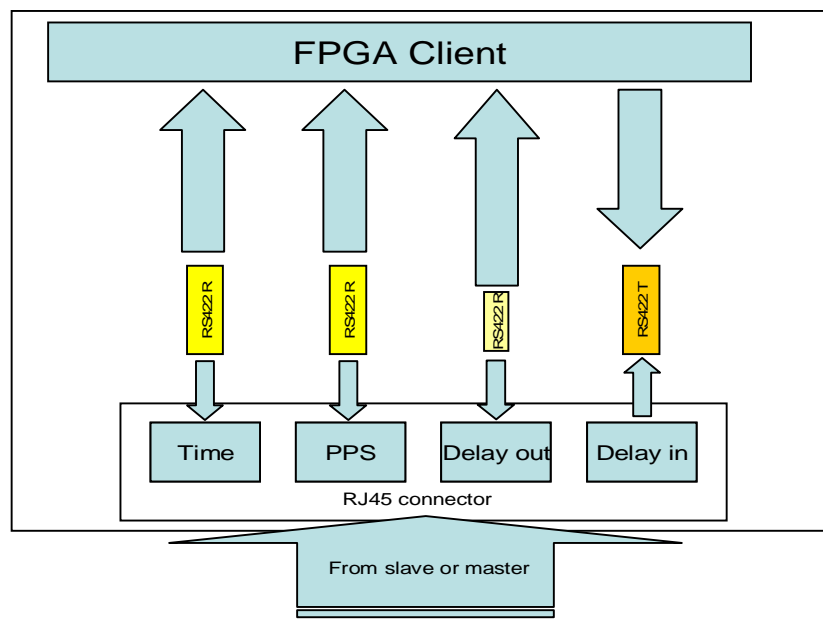 FPGA Client
RS422 R
RS422 R
RS422 R
RS422 T
Time
PPS
Delay out
Delay in
RJ45 connector
From slave or master